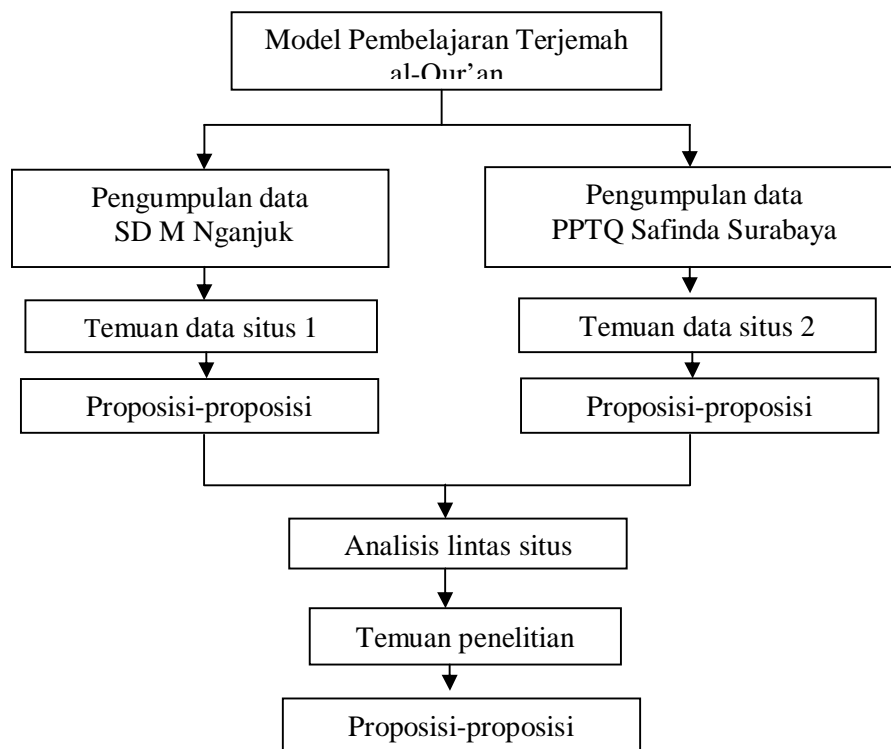 Model Pembelajaran Terjemah
al-Qur'an
Pengumpulan data
SD M Nganjuk
Pengumpulan data
PPTQ Safinda Surabaya
Temuan data situs 1
Temuan data situs 2
Proposisi-proposisi
Proposisi-proposisi
Analisis lintas situs
Temuan penelitian
Proposisi-proposisi